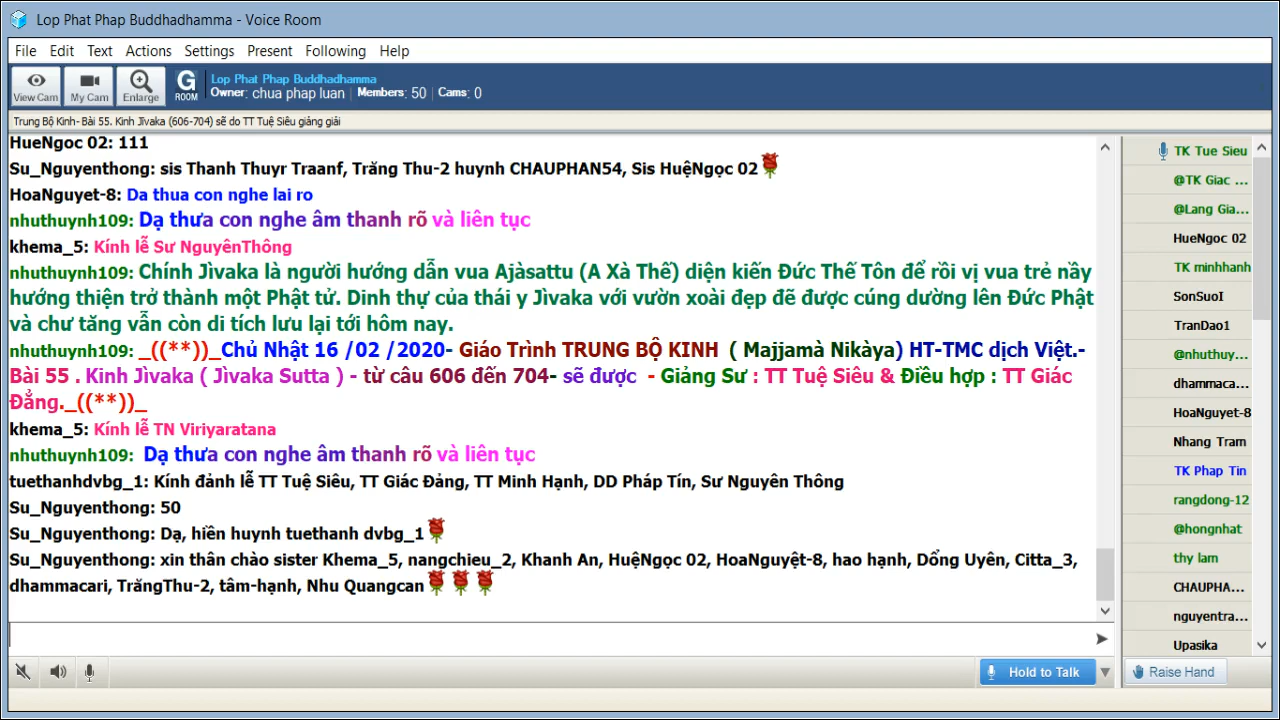 Lop Phat Phap Buddhadhamma - Voice Room
File Edit Text Actions Settings Present Following Help
View Cam My Cam Enlarge G ROOM
Lop Phat Phap Buddhadhamma
Owner: chua phap luan Members: 50 Cams: 0
Trung Bộ Kinh- Bài 55. Kinh Jivaka (606-704) sẽ do TT Tuệ Siêu giảng giải
HueNgoc 02: 111
Su_Nguyenthong: sis Thanh Thuyr Traanf, Trăng Thu-2 huynh CHAUPHAN54, Sis HuệNgọc 02
HoaNguyet-8: Da thua con nghe lai ro
nhuthuynh109: Dạ thưa con nghe âm thanh rõ và liên tục
khema_5: Kính lễ Sư NguyênThông
nhuthuynh109: Chính Jìvaka là người hướng dẫn vua Ajàsattu (A Xà Thế) diện kiến Đức Thế Tôn để rồi vị vua trẻ nầy
hướng thiện trở thành một Phật tử. Dinh thự của thái y Jìvaka với vườn xoài đẹp đẽ được cúng dường lên Đức Phật
và chư tăng vẫn còn di tích lưu lại tới hôm nay.
nhuthuynh109: _((**))_Chủ Nhật 16 /02 /2020- Giáo Trình TRUNG BỘ KINH ( Majjamà Nikàya) HT-TMC dịch Việt.-
Bài 55 . Kinh Jìvaka ( Jìvaka Sutta ) - từ câu 606 đến 704- sẽ được - Giảng Sư : TT Tuệ Siêu & Điều hợp : TT Giác
Đẳng._((**))_
khema_5: Kính lễ TN Viriyaratana
nhuthuynh109: Dạ thưa con nghe âm thanh rõ và liên tục
tuethanhdvbg_1: Kính đảnh lễ TT Tuệ Siêu, TT Giác Đảng, TT Minh Hạnh, DD Pháp Tín, Sư Nguyên Thông
Su_Nguyenthong: 50
Su_Nguyenthong: Dạ, hiền huynh tuethanh dvbg_1
Su_Nguyenthong: xin thân chào sister Khema_5, nangchieu_2, Khanh An, HuệNgọc 02, HoaNguyệt-8, hao hạnh, Dổng Uyên, Citta_3,
dhammacari, TrăngThu-2, tâm-hạnh, Nhu Quangcan
Hold to Talk
TK Tue Sieu
@TK Giac ...
@Lang Gia...
HueNgoc 02
TK minhhanh
SonSuoI
TranDao1
@nhuthuy...
dhammaca...
HoaNguyet-8
Nhang Tram
TK Phap Tin
rangdong-12
@hongnhat
thy lam
CHAUPHA...
nguyentra...
Upasika
Raise Hand